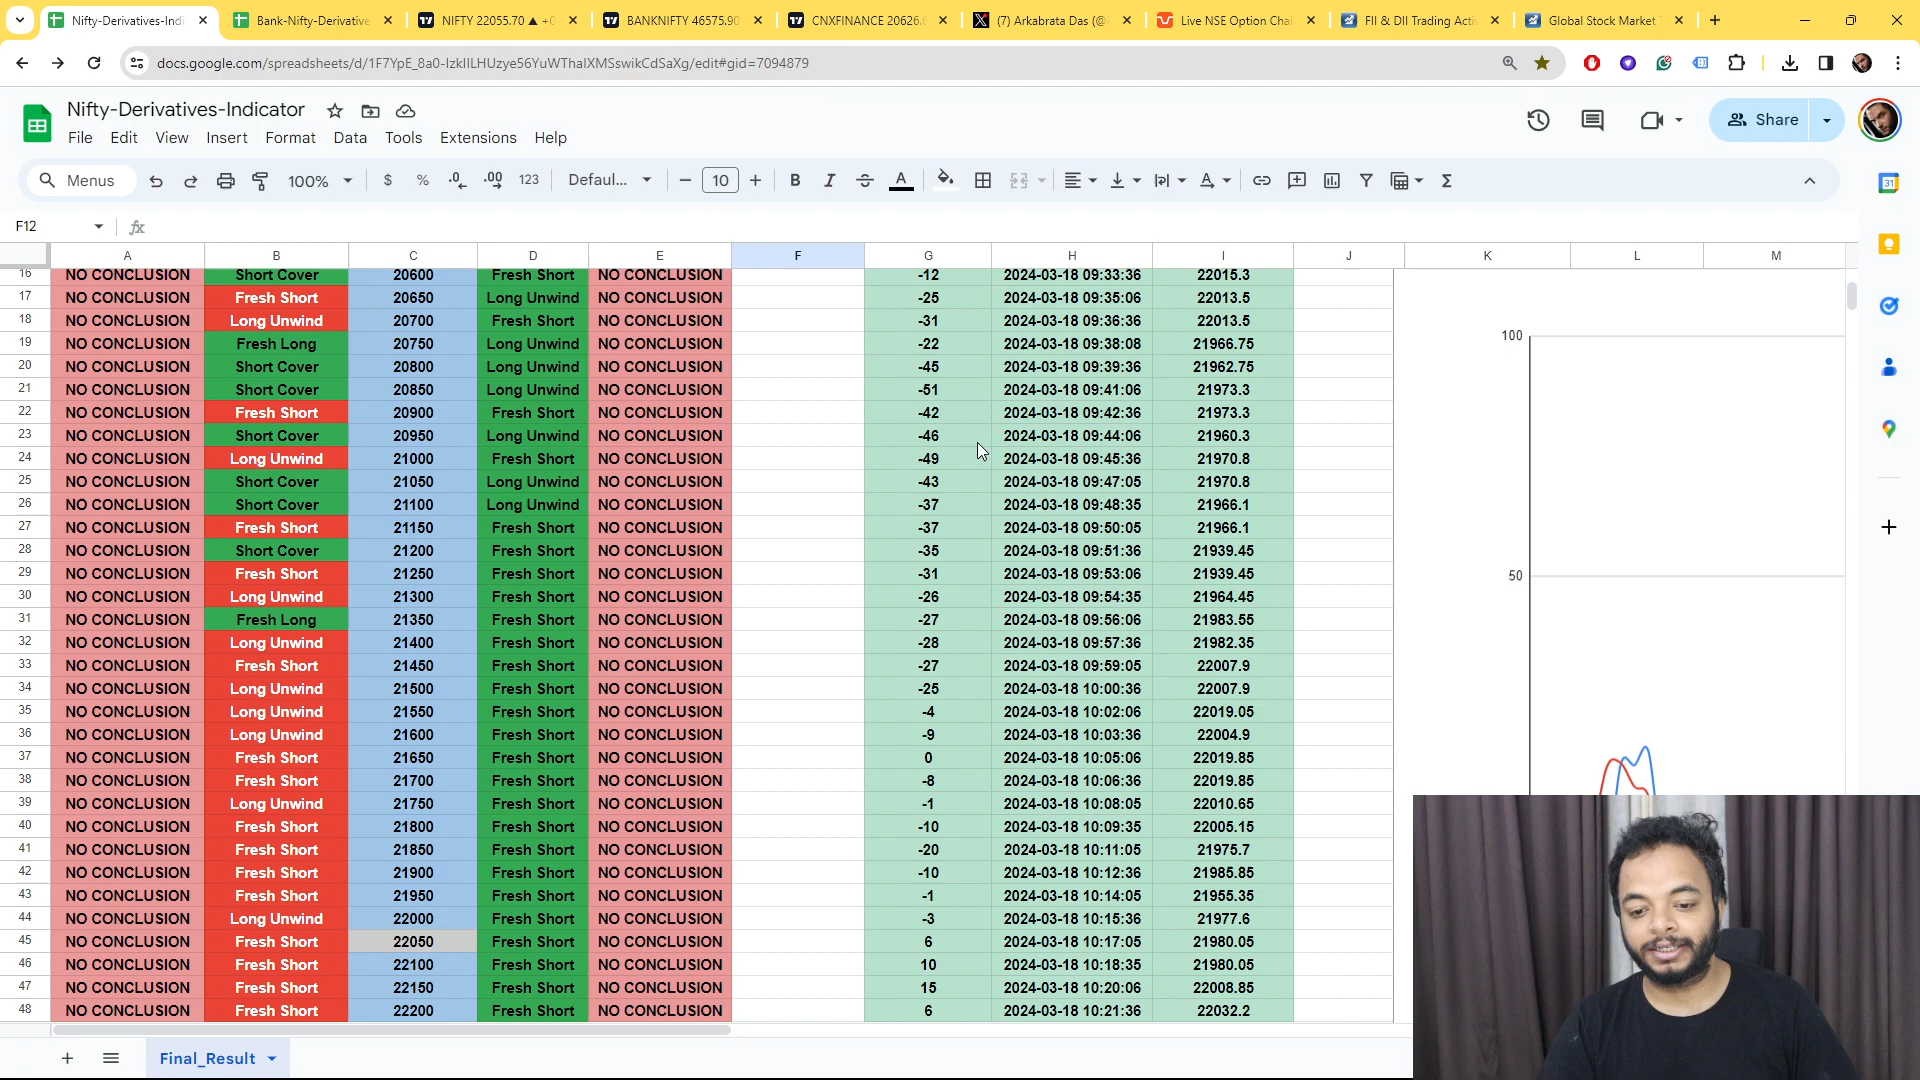 Nifty-Derivatives-Indi
Bank-Nifty-Derivative
NIFTY 22055.70 ▲ +0
BANKNIFTY 46575.90
CNXFINANCE 20626.
(7) Arkabrata Das (@
Live NSE Option Cha
FII & DII Trading Acti
Global Stock Market
docs.google.com/spreadsheets/d/1F7YpE_8a0-IzkIILHUzye56YuWThaIXMSswikCdSaXg/edit#gid=7094879
Nifty-Derivatives-Indicator
File Edit View Insert Format Data Tools Extensions Help
Share
Menus 100% $ % .0 .00 123 Defaul... 10 B I A
31
F12 fx
A B C D E F G H I J K L M
16 NO CONCLUSION Short Cover 20600 Fresh Short NO CONCLUSION -12 2024-03-18 09:33:36 22015.3
17 NO CONCLUSION Fresh Short 20650 Long Unwind NO CONCLUSION -25 2024-03-18 09:35:06 22013.5
18 NO CONCLUSION Long Unwind 20700 Fresh Short NO CONCLUSION -31 2024-03-18 09:36:36 22013.5
19 NO CONCLUSION Fresh Long 20750 Long Unwind NO CONCLUSION -22 2024-03-18 09:38:08 21966.75
20 NO CONCLUSION Short Cover 20800 Long Unwind NO CONCLUSION -45 2024-03-18 09:39:36 21962.75
21 NO CONCLUSION Short Cover 20850 Long Unwind NO CONCLUSION -51 2024-03-18 09:41:06 21973.3
22 NO CONCLUSION Fresh Short 20900 Fresh Short NO CONCLUSION -42 2024-03-18 09:42:36 21973.3
23 NO CONCLUSION Short Cover 20950 Long Unwind NO CONCLUSION -46 2024-03-18 09:44:06 21960.3
24 NO CONCLUSION Long Unwind 21000 Fresh Short NO CONCLUSION -49 2024-03-18 09:45:36 21970.8
25 NO CONCLUSION Short Cover 21050 Long Unwind NO CONCLUSION -43 2024-03-18 09:47:05 21970.8
26 NO CONCLUSION Short Cover 21100 Long Unwind NO CONCLUSION -37 2024-03-18 09:48:35 21966.1
27 NO CONCLUSION Fresh Short 21150 Fresh Short NO CONCLUSION -37 2024-03-18 09:50:05 21966.1
28 NO CONCLUSION Short Cover 21200 Fresh Short NO CONCLUSION -35 2024-03-18 09:51:36 21939.45
29 NO CONCLUSION Fresh Short 21250 Fresh Short NO CONCLUSION -31 2024-03-18 09:53:06 21939.45
30 NO CONCLUSION Long Unwind 21300 Fresh Short NO CONCLUSION -26 2024-03-18 09:54:35 21964.45
31 NO CONCLUSION Fresh Long 21350 Fresh Short NO CONCLUSION -27 2024-03-18 09:56:06 21983.55
32 NO CONCLUSION Long Unwind 21400 Fresh Short NO CONCLUSION -28 2024-03-18 09:57:36 21982.35
33 NO CONCLUSION Fresh Short 21450 Fresh Short NO CONCLUSION -27 2024-03-18 09:59:05 22007.9
34 NO CONCLUSION Long Unwind 21500 Fresh Short NO CONCLUSION -25 2024-03-18 10:00:36 22007.9
35 NO CONCLUSION Long Unwind 21550 Fresh Short NO CONCLUSION -4 2024-03-18 10:02:06 22019.05
36 NO CONCLUSION Long Unwind 21600 Fresh Short NO CONCLUSION -9 2024-03-18 10:03:36 22004.9
37 NO CONCLUSION Fresh Short 21650 Fresh Short NO CONCLUSION 0 2024-03-18 10:05:06 22019.85
38 NO CONCLUSION Fresh Short 21700 Fresh Short NO CONCLUSION -8 2024-03-18 10:06:36 22019.85
39 NO CONCLUSION Long Unwind 21750 Fresh Short NO CONCLUSION -1 2024-03-18 10:08:05 22010.65
40 NO CONCLUSION Fresh Short 21800 Fresh Short NO CONCLUSION -10 2024-03-18 10:09:35 22005.15
41 NO CONCLUSION Fresh Short 21850 Fresh Short NO CONCLUSION -20 2024-03-18 10:11:05 21975.7
42 NO CONCLUSION Fresh Short 21900 Fresh Short NO CONCLUSION -10 2024-03-18 10:12:36 21985.85
43 NO CONCLUSION Fresh Short 21950 Fresh Short NO CONCLUSION -1 2024-03-18 10:14:05 21955.35
44 NO CONCLUSION Long Unwind 22000 Fresh Short NO CONCLUSION -3 2024-03-18 10:15:36 21977.6
45 NO CONCLUSION Fresh Short 22050 Fresh Short NO CONCLUSION 6 2024-03-18 10:17:05 21980.05
46 NO CONCLUSION Fresh Short 22100 Fresh Short NO CONCLUSION 10 2024-03-18 10:18:35 21980.05
47 NO CONCLUSION Fresh Short 22150 Fresh Short NO CONCLUSION 15 2024-03-18 10:20:06 22008.85
48 NO CONCLUSION Fresh Short 22200 Fresh Short NO CONCLUSION 6 2024-03-18 10:21:36 22032.2
100
50
Final_Result